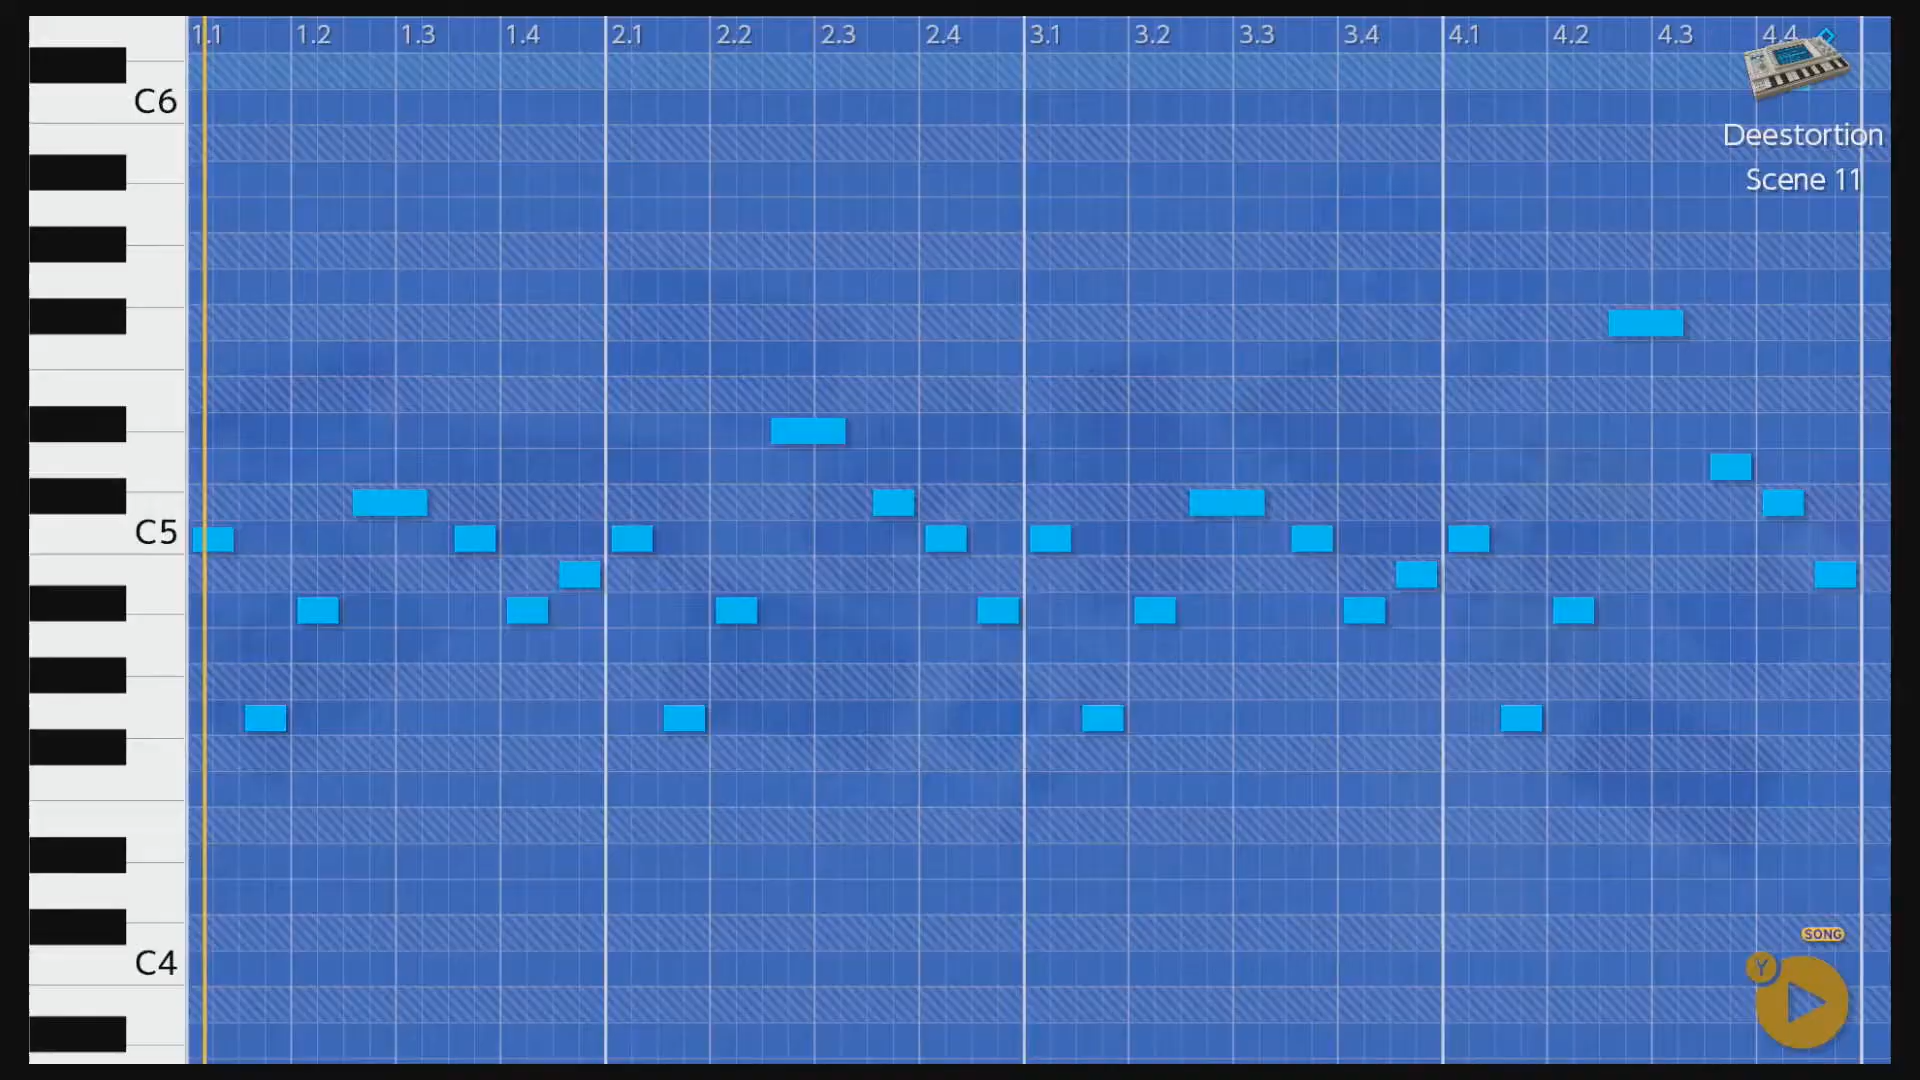 1.1 1.2 1.3 1.4 2.1 2.2 2.3 2.4 3.1 3.2 3.3 3.4 4.1 4.2 4.3 4.4
C6
Deestortion
Scene 11
C5
C4
SONG
Y